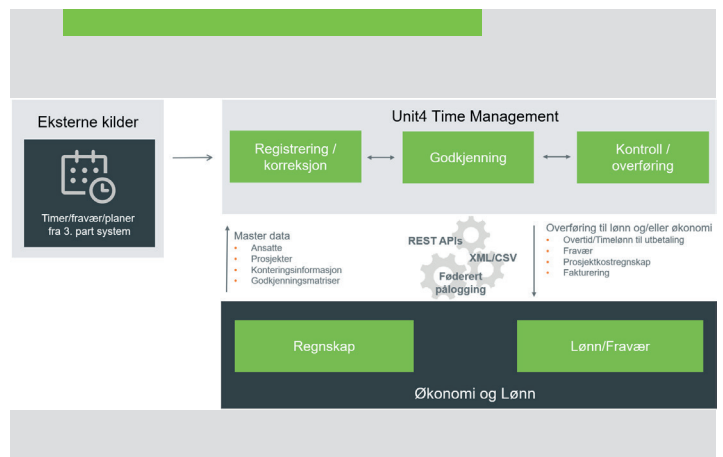 Eksterne kilder
Timer/fravær/planer
fra 3. part system
Unit4 Time Management
Registrering /
korreksjon
Godkjenning
Kontroll /
overføring
Master data
• Ansatte
• Prosjekter
• Konteringsinformasjon
• Godkjenningsmatriser
REST APIs
XML/CSV
Føderert
pålogging
Overføring til lønn og/eller økonomi
• Overtid/Timelønn til utbetaling
• Fravær
• Prosjektkostregnskap
• Fakturering
Regnskap
Lønn/Fravær
Økonomi og Lønn